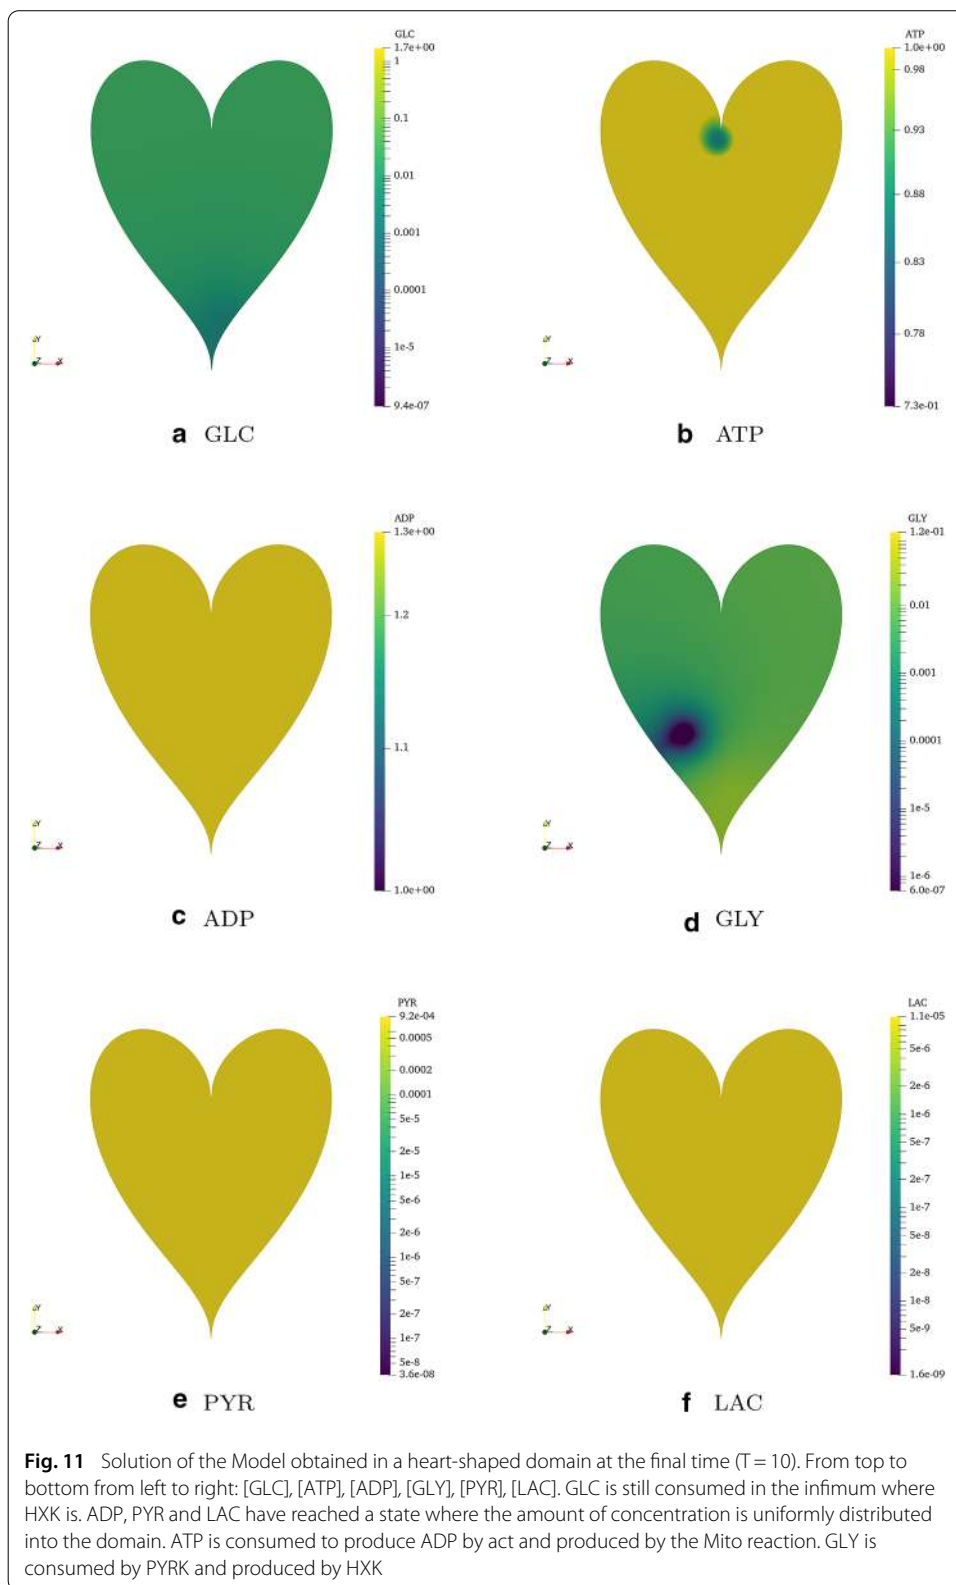 GLC
1.7e+00
1
0.1
0.01
0.001
0.0001
1e-5
9.4e-07
Y
Z X
a GLC
ATP
1.0e+00
0.98
0.93
0.88
0.83
0.78
7.3e-01
Y
Z X
b ATP
ADP
1.3e+00
1.2
1.1
1.0e+00
Y
Z X
c ADP
GLY
1.2e-01
0.01
0.001
0.0001
1e-5
1e-6
6.0e-07
Y
Z X
d GLY
PYR
9.2e-04
0.0005
0.0002
0.0001
5e-5
2e-5
1e-5
5e-6
2e-6
1e-6
5e-7
2e-7
1e-7
5e-8
3.6e-08
Y
Z X
e PYR
LAC
1.1e-05
5e-6
2e-6
1e-6
5e-7
2e-7
1e-7
5e-8
2e-8
1e-8
5e-9
1.6e-09
Y
Z X
f LAC
Fig. 11 Solution of the Model obtained in a heart-shaped domain at the final time (T = 10). From top to
bottom from left to right: [GLC], [ATP], [ADP], [GLY], [PYR], [LAC]. GLC is still consumed in the infimum where
HXK is. ADP, PYR and LAC have reached a state where the amount of concentration is uniformly distributed
into the domain. ATP is consumed to produce ADP by act and produced by the Mito reaction. GLY is
consumed by PYRK and produced by HXK